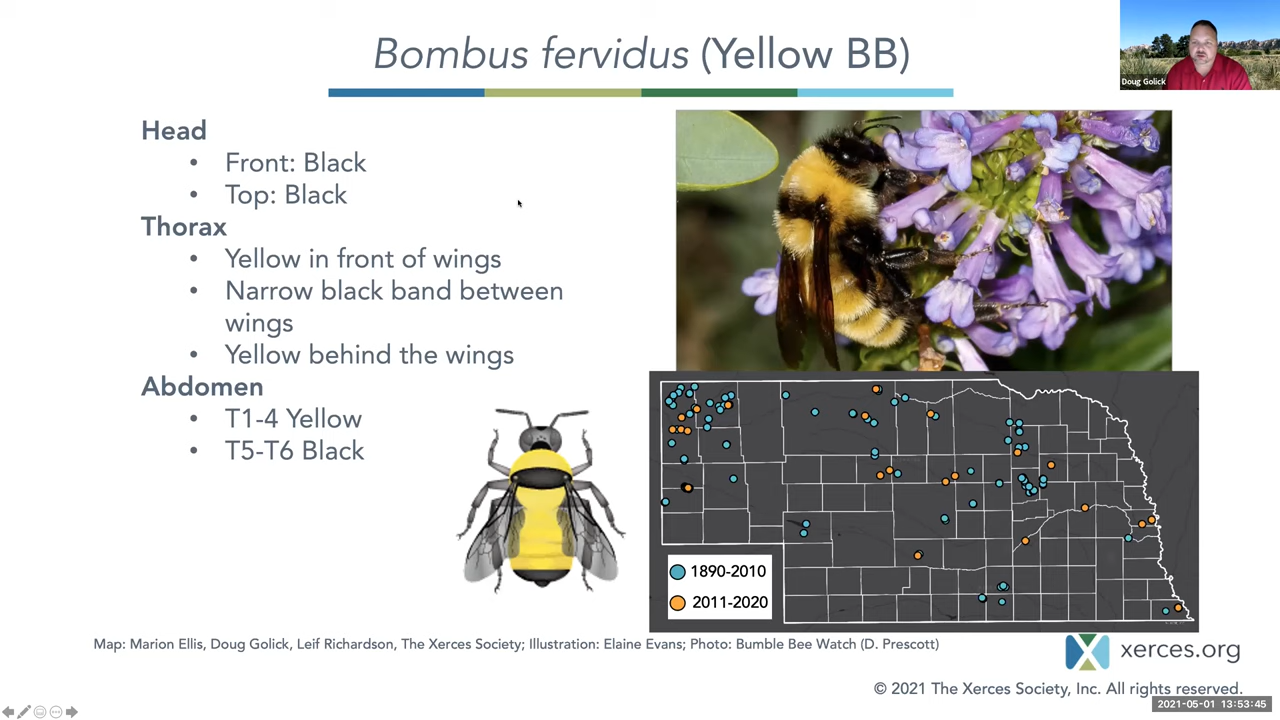 Bombus fervidus (Yellow BB)
Doug Golick
Head
• Front: Black
• Top: Black
Thorax
• Yellow in front of wings
• Narrow black band between
wings
• Yellow behind the wings
Abdomen
• T1-4 Yellow
• T5-T6 Black
1890-2010
2011-2020
Map: Marion Ellis, Doug Golick, Leif Richardson, The Xerces Society; Illustration: Elaine Evans; Photo: Bumble Bee Watch (D. Prescott)
xerces.org
© 2021 The Xerces Society, Inc. All rights reserved.
2021-05-01 13:53:45